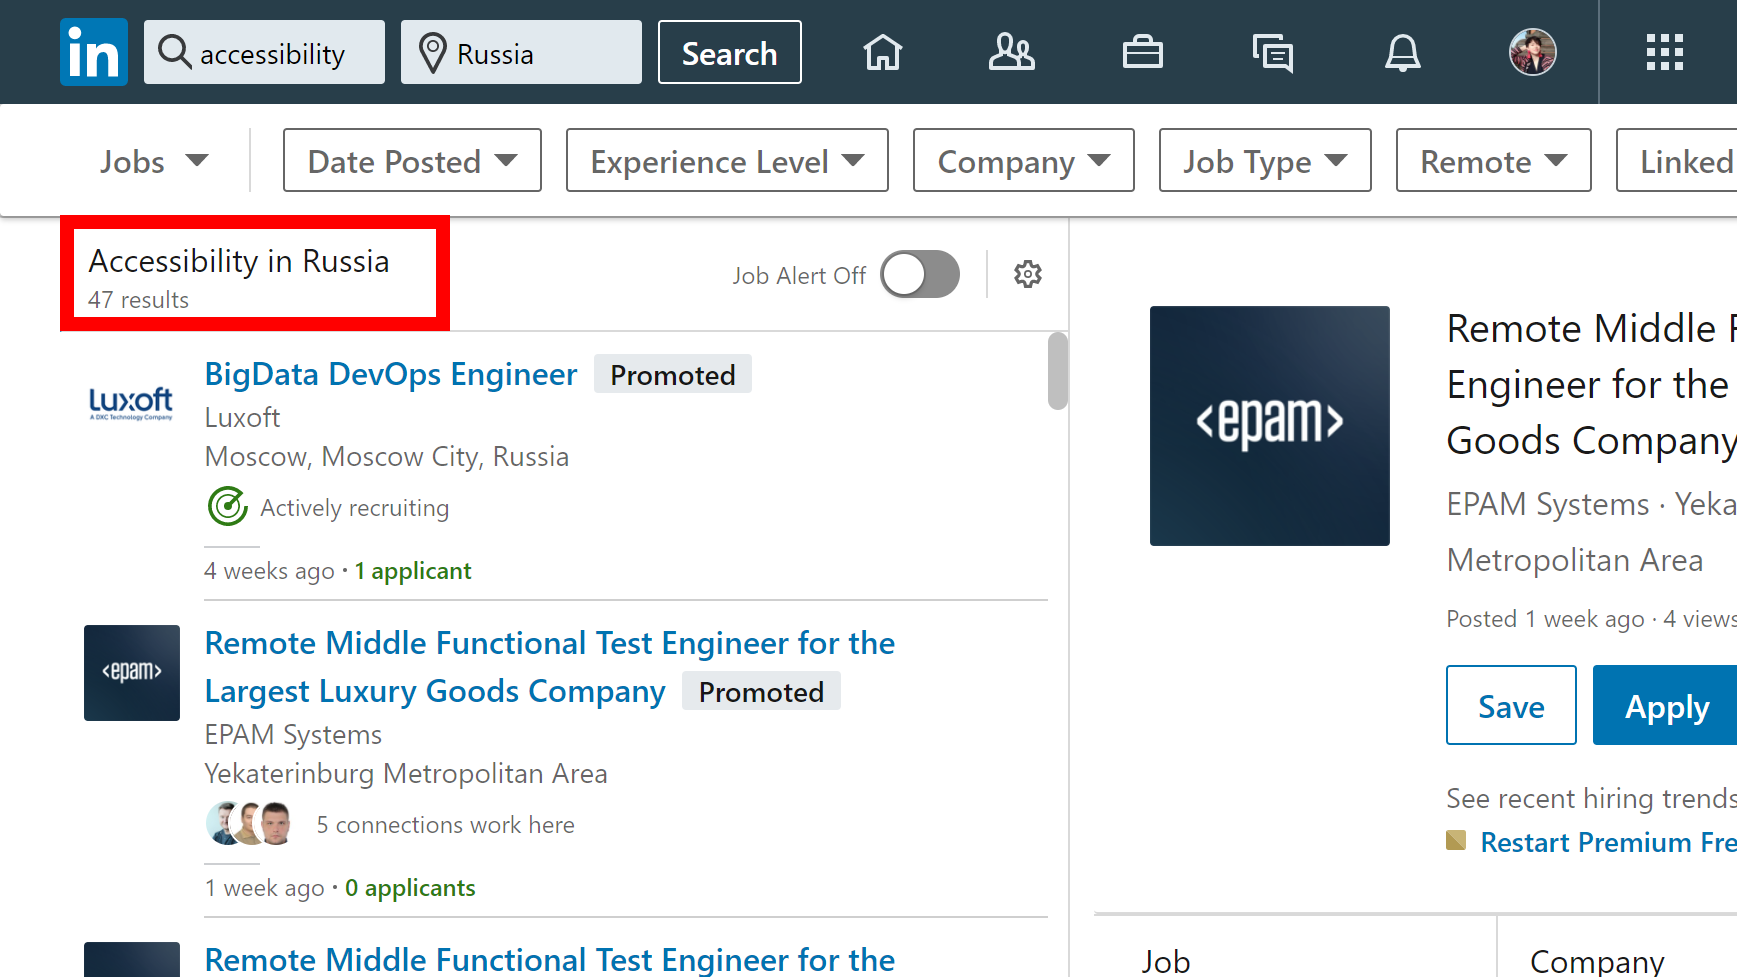 in
accessibility
Russia
Search
Jobs
Date Posted
Experience Level
Company
Job Type
Remote
Linked
Accessibility in Russia
47 results
Job Alert Off
Luxoft
A DXC Technology Company
BigData DevOps Engineer
Promoted
Luxoft
Moscow, Moscow City, Russia
Actively recruiting
4 weeks ago · 1 applicant
<epam>
Remote Middle Functional Test Engineer for the
Largest Luxury Goods Company
Promoted
EPAM Systems
Yekaterinburg Metropolitan Area
5 connections work here
1 week ago · 0 applicants
Remote Middle Functional Test Engineer for the
<epam>
Remote Middle
Engineer for the
Goods Company
EPAM Systems · Yeka
Metropolitan Area
Posted 1 week ago · 4 views
Save
Apply
See recent hiring trends
Restart Premium Fre
Job
Company